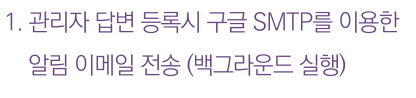 1. 관리자 답변 등록시 구글 SMTP를 이용한
알림 이메일 전송 (백그라운드 실행)